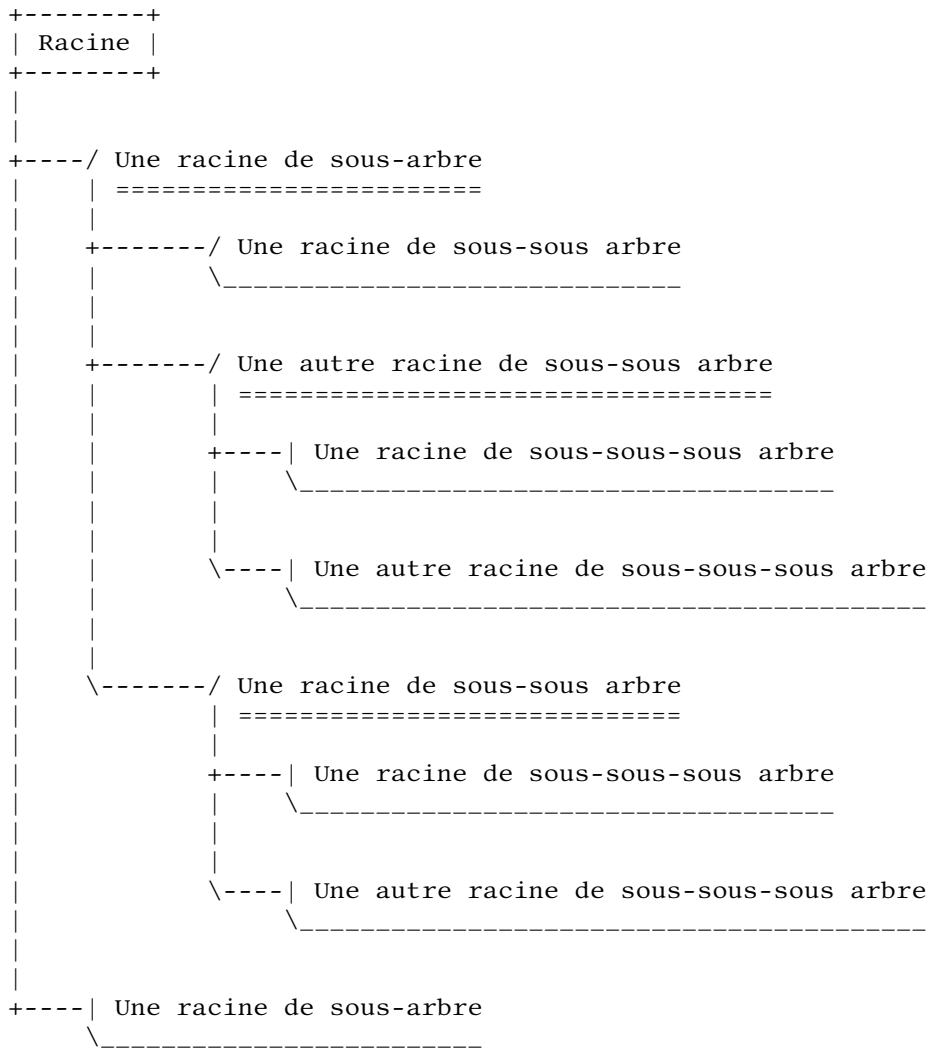 Racine
Une racine de sous-arbre
Une racine de sous-sous arbre
Une autre racine de sous-sous arbre
Une racine de sous-sous-sous arbre
Une autre racine de sous-sous-sous arbre
Une racine de sous-sous arbre
Une racine de sous-sous-sous arbre
Une autre racine de sous-sous-sous arbre
Une racine de sous-arbre